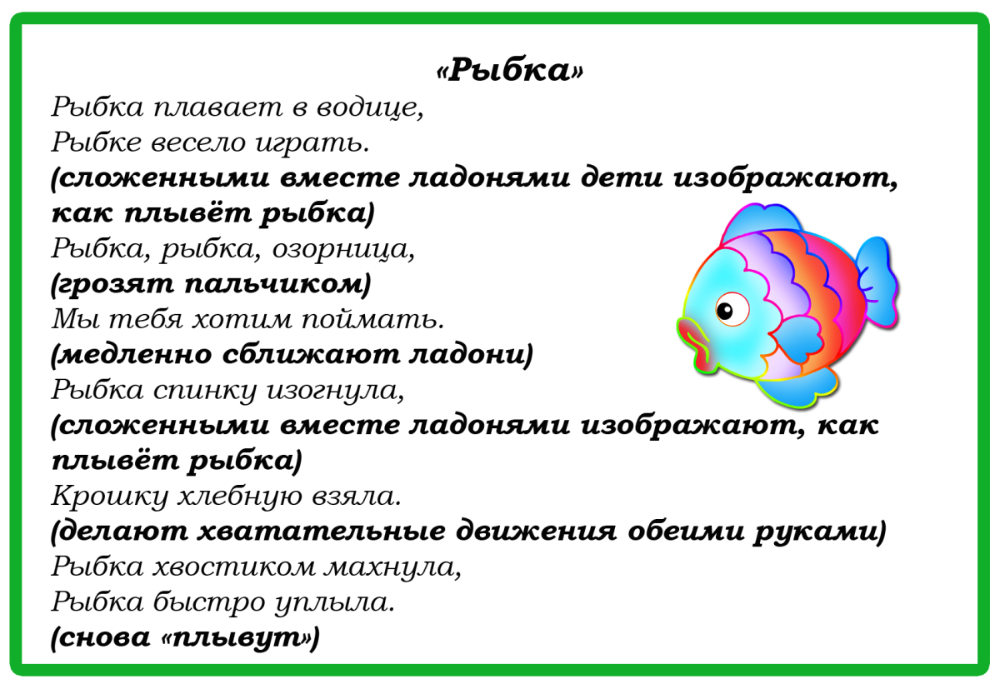 «Рыбка»
Рыбка плавает в водице,
Рыбке весело играть.
(сложенными вместе ладонями дети изображают,
как плывёт рыбка)
Рыбка, рыбка, озорница,
(грозят пальчиком)
Мы тебя хотим поймать.
(медленно сближают ладони)
Рыбка спинку изогнула,
(сложенными вместе ладонями изображают, как
плывёт рыбка)
Крошку хлебную взяла.
(делают хватательные движения обеими руками)
Рыбка хвостиком махнула,
Рыбка быстро уплыла.
(снова «плывут»)